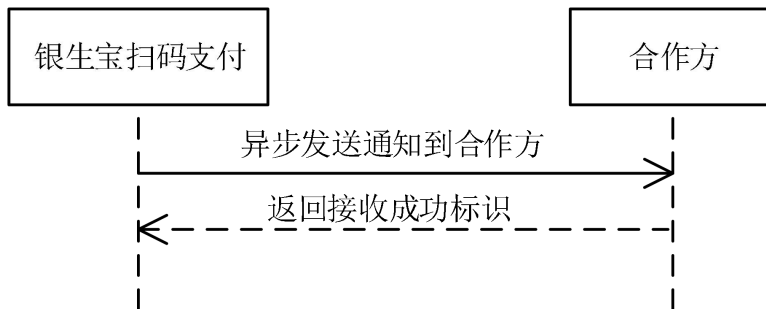 银生宝扫码支付
合作方
异步发送通知到合作方
返回接收成功标识